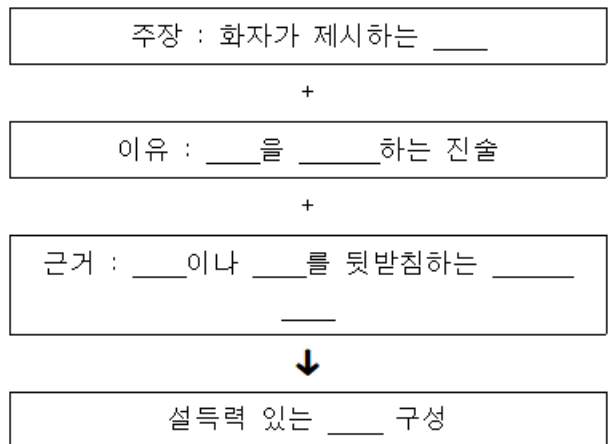 주장 : 화자가 제시하는 ____
+
이유 : ____을 ______하는 진술
+
근거 : ____이나 ____를 뒷받침하는 ______
____
↓
설득력 있는 ____ 구성